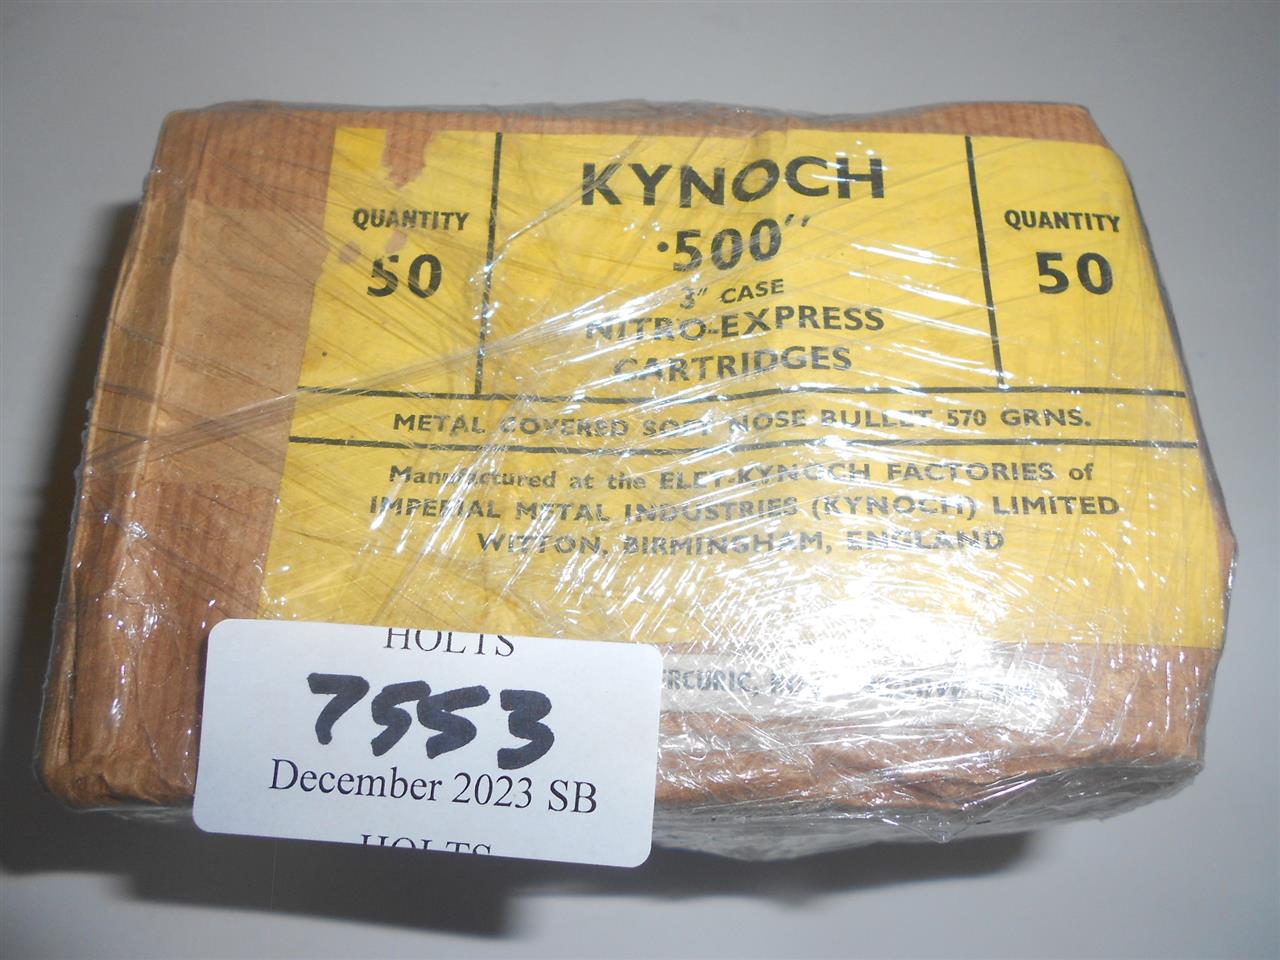 KYNOCH
.500"
3" CASE
NITRO-EXPRESS
CARTRIDGES
QUANTITY
50
QUANTITY
50
METAL COVERED SOFT NOSE BULLET 570 GRNS.
Manufactured at the ELEY-KYNOCH FACTORIES of
IMPERIAL METAL INDUSTRIES (KYNOCH) LIMITED
WITTON, BIRMINGHAM, ENGLAND
HOLTS
7553
December 2023 SB
HOLTS